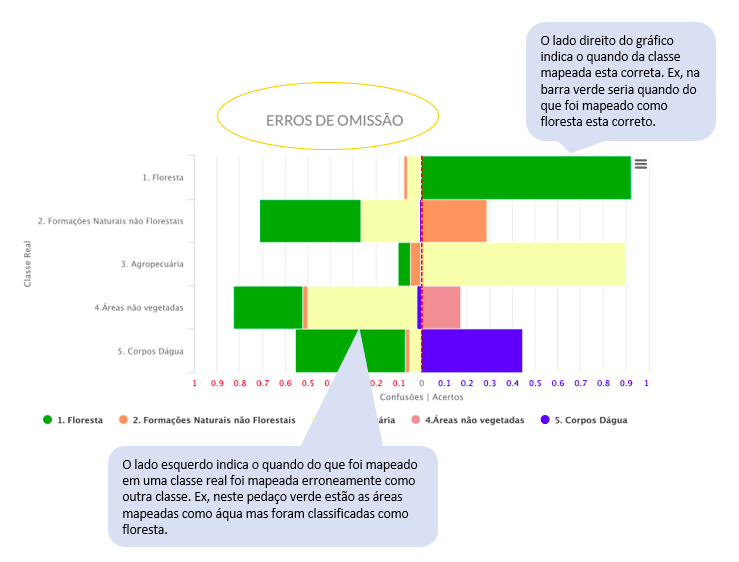 O lado direito do gráfico
indica o quando da classe
mapeada esta correta. Ex, na
barra verde seria quando do
que foi mapeado como
floresta esta correto.
ERROS DE OMISSÃO
Classe Real
1. Floresta
2. Formações Naturais não Florestais
3. Agropecuária
4.Áreas não vegetadas
5. Corpos Dágua
1 0.9 0.8 0.7 0.6 0.5 0.2 0.1 0 0.1 0.2 0.3 0.4 0.5 0.6 0.7 0.8 0.9 1
Confusões | Acertos
1. Floresta 2. Formações Naturais não Florestais ária 4.Áreas não vegetadas 5. Corpos Dágua
O lado esquerdo indica o quando do que foi mapeado
em uma classe real foi mapeada erroneamente como
outra classe. Ex, neste pedaço verde estão as áreas
mapeadas como áqua mas foram classificadas como
floresta.